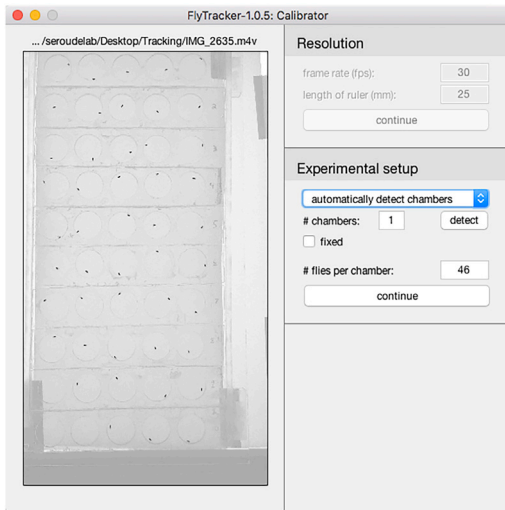 FlyTracker-1.0.5: Calibrator
... /seroudelab/Desktop/Tracking/IMG_2635.m4v
Resolution
frame rate (fps): 30
length of ruler (mm): 25
continue
Experimental setup
automatically detect chambers
# chambers: 1 detect
fixed
# flies per chamber: 46
continue